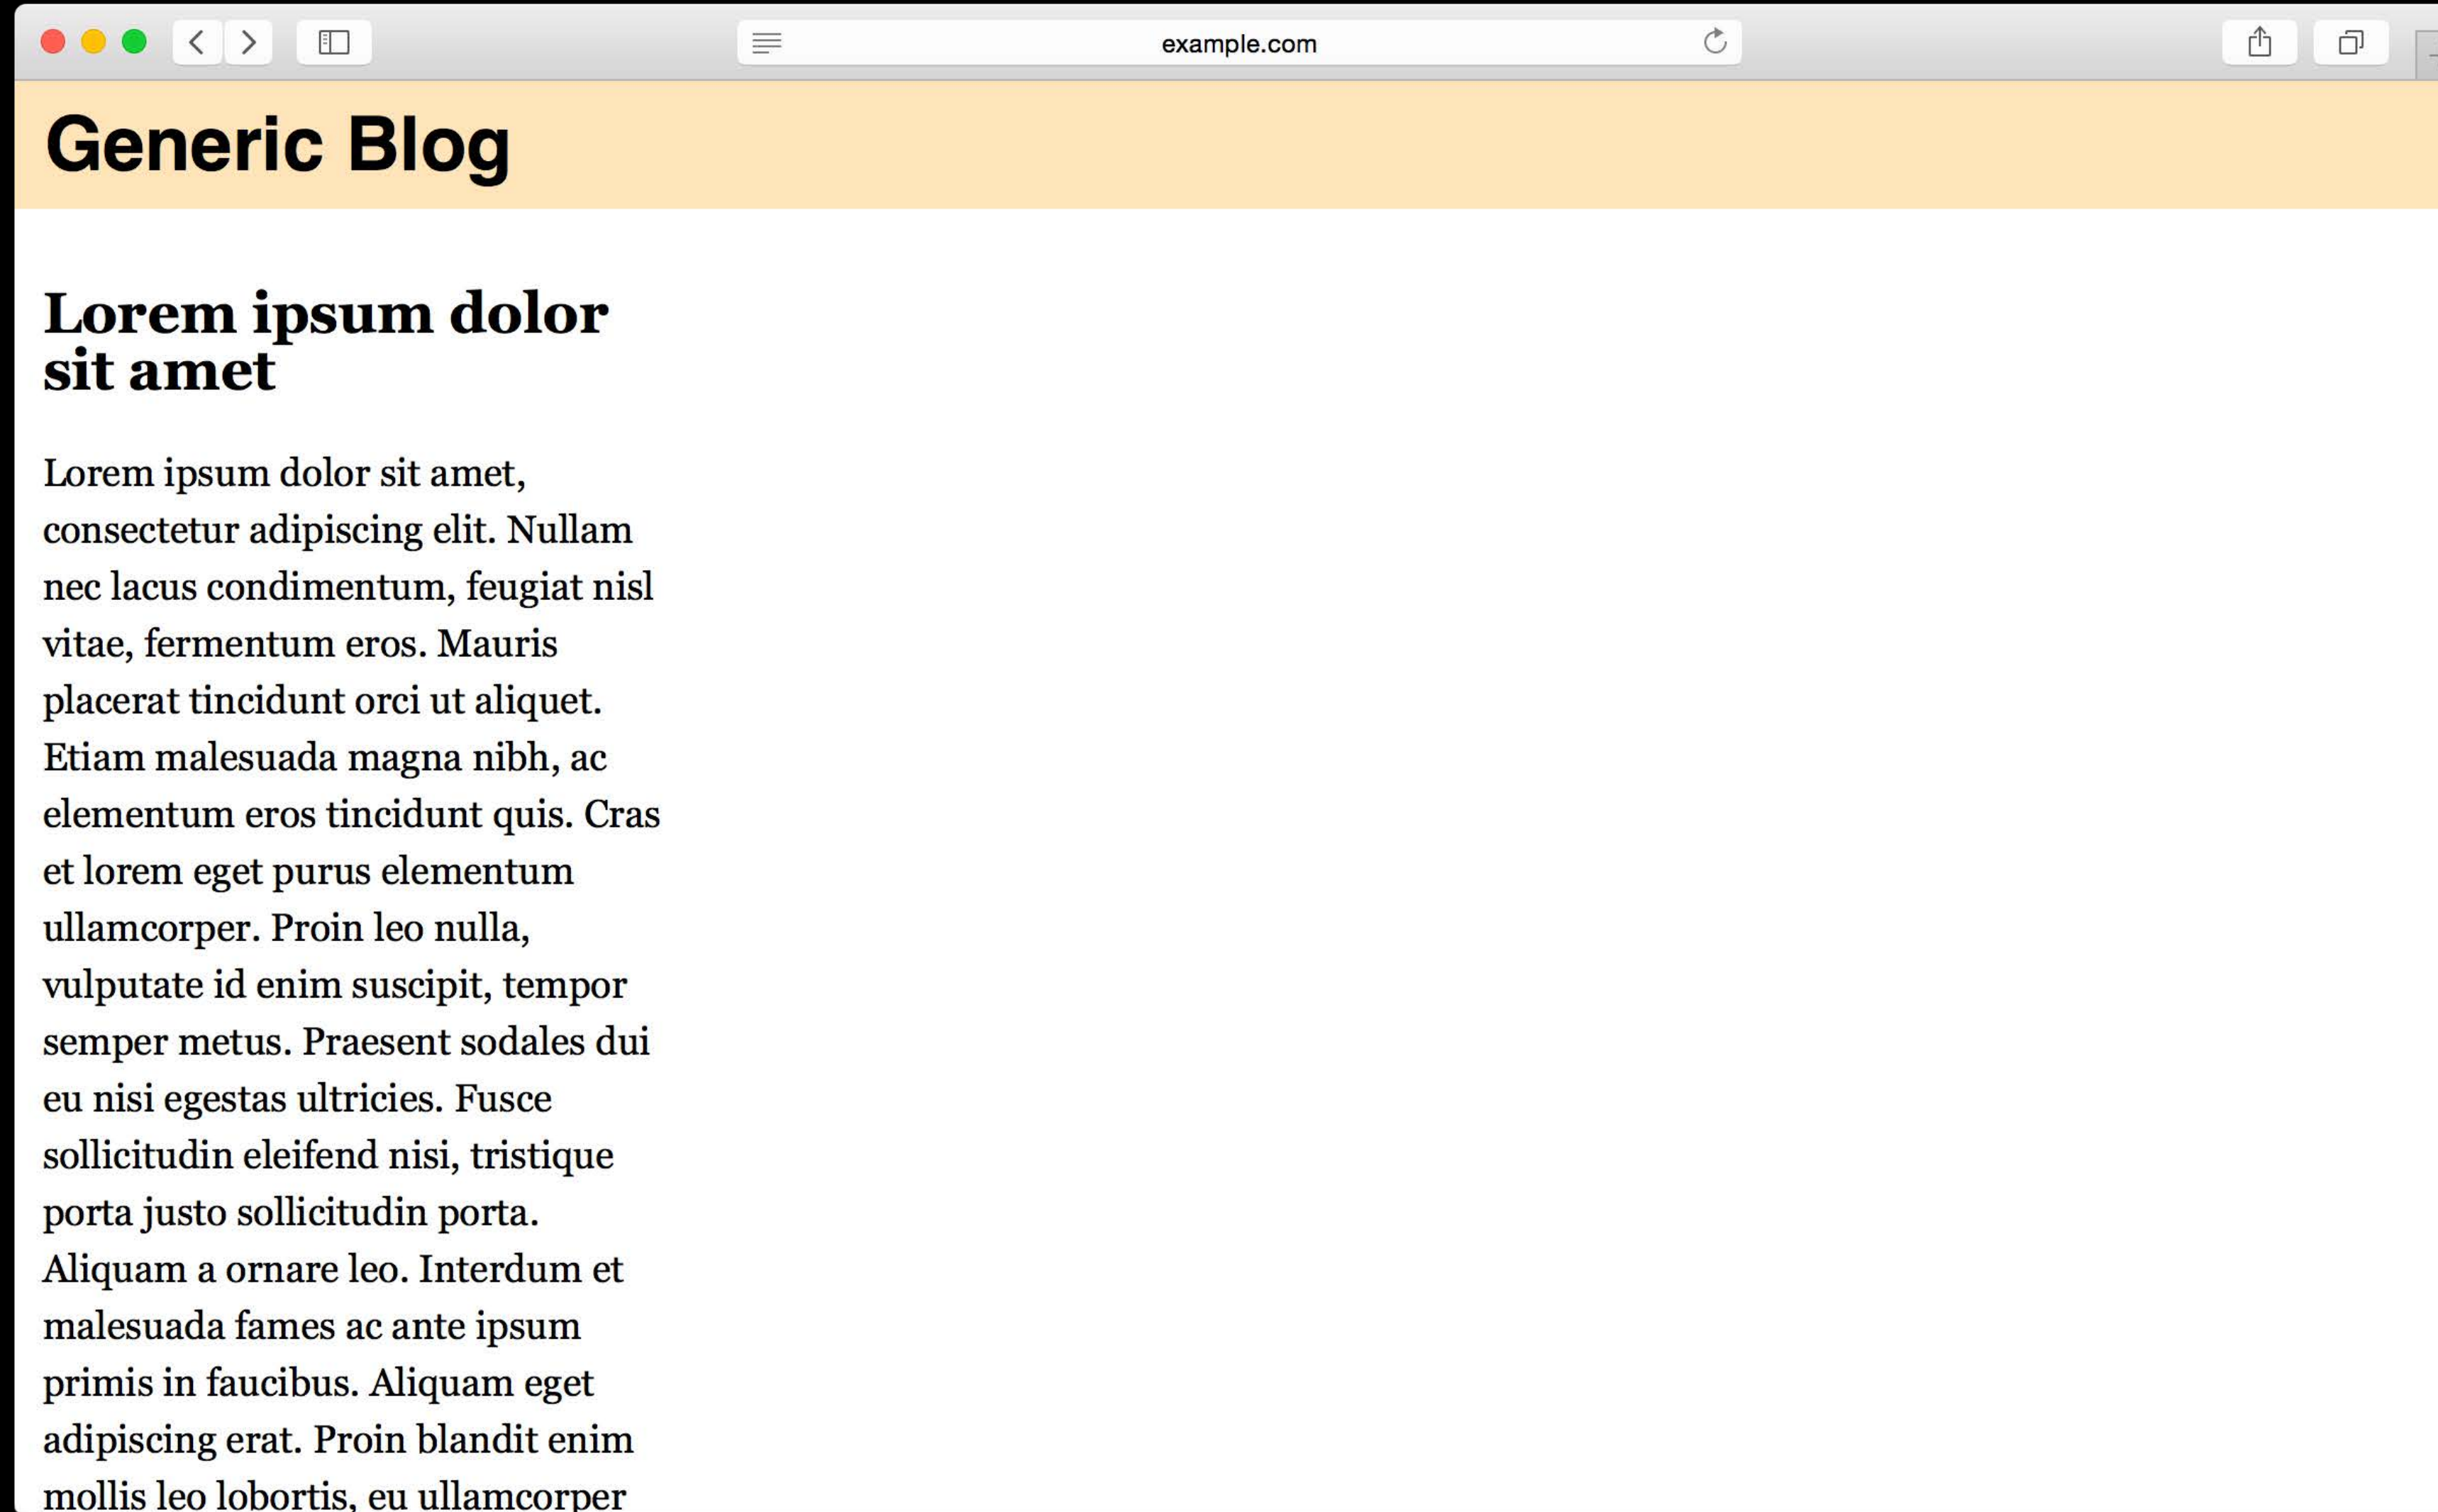 example.com
Generic Blog
Lorem ipsum dolor
sit amet
Lorem ipsum dolor sit amet,
consectetur adipiscing elit. Nullam
nec lacus condimentum, feugiat nisl
vitae, fermentum eros. Mauris
placerat tincidunt orci ut aliquet.
Etiam malesuada magna nibh, ac
elementum eros tincidunt quis. Cras
et lorem eget purus elementum
ullamcorper. Proin leo nulla,
vulputate id enim suscipit, tempor
semper metus. Praesent sodales dui
eu nisi egestas ultricies. Fusce
sollicitudin eleifend nisi, tristique
porta justo sollicitudin porta.
Aliquam a ornare leo. Interdum et
malesuada fames ac ante ipsum
primis in faucibus. Aliquam eget
adipiscing erat. Proin blandit enim
mollis leo lobortis, eu ullamcorper